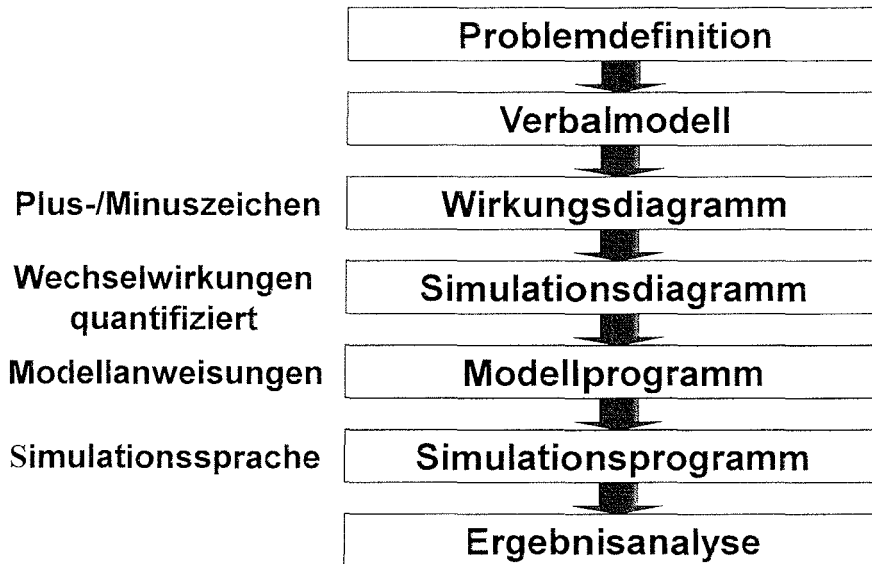 Problemdefinition
Verbalmodell
Plus-/Minuszeichen
Wirkungsdiagramm
Wechselwirkungen
quantifiziert
Simulationsdiagramm
Modellanweisungen
Modellprogramm
Simulationssprache
Simulationsprogramm
Ergebnisanalyse